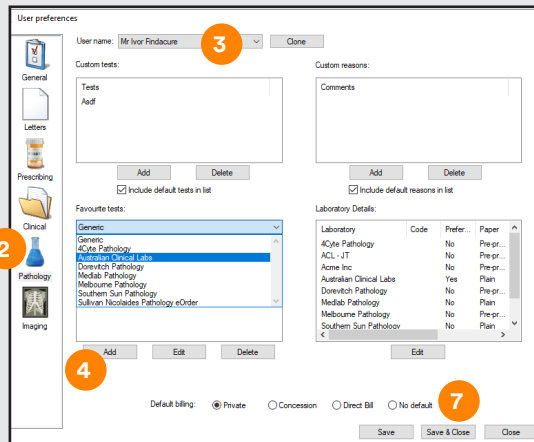 User preferences
User name: Mr Ivor Findacure 3 Clone
General
Letters
Prescribing
Clinical
2
Pathology
Imaging
Custom tests:
Tests
Asdf
Add Delete
Include default tests in list
Custom reasons:
Comments
Add Delete
Include default reasons in list
Favourite tests:
Generic
Generic
4Cyte Pathology
Australian Clinical Labs
Dorevitch Pathology
Medlab Pathology
Melbourne Pathology
Southern Sun Pathology
Sullivan Nicolaides Pathology eOrder
Add Edit Delete
4
Laboratory Details:
Laboratory Code Prefer... Paper
4Cyte Pathology No Pre-pr...
ACL - JT No Pre-pr...
Acme Inc No Pre-pr...
Australian Clinical Labs Yes Plain
Dorevitch Pathology No Pre-pr...
Medlab Pathology No Plain
Melbourne Pathology No Pre-pr...
Southern Sun Pathology No Plain
Edit
Default billing: Private Concession Direct Bill No default 7
Save Save & Close Close